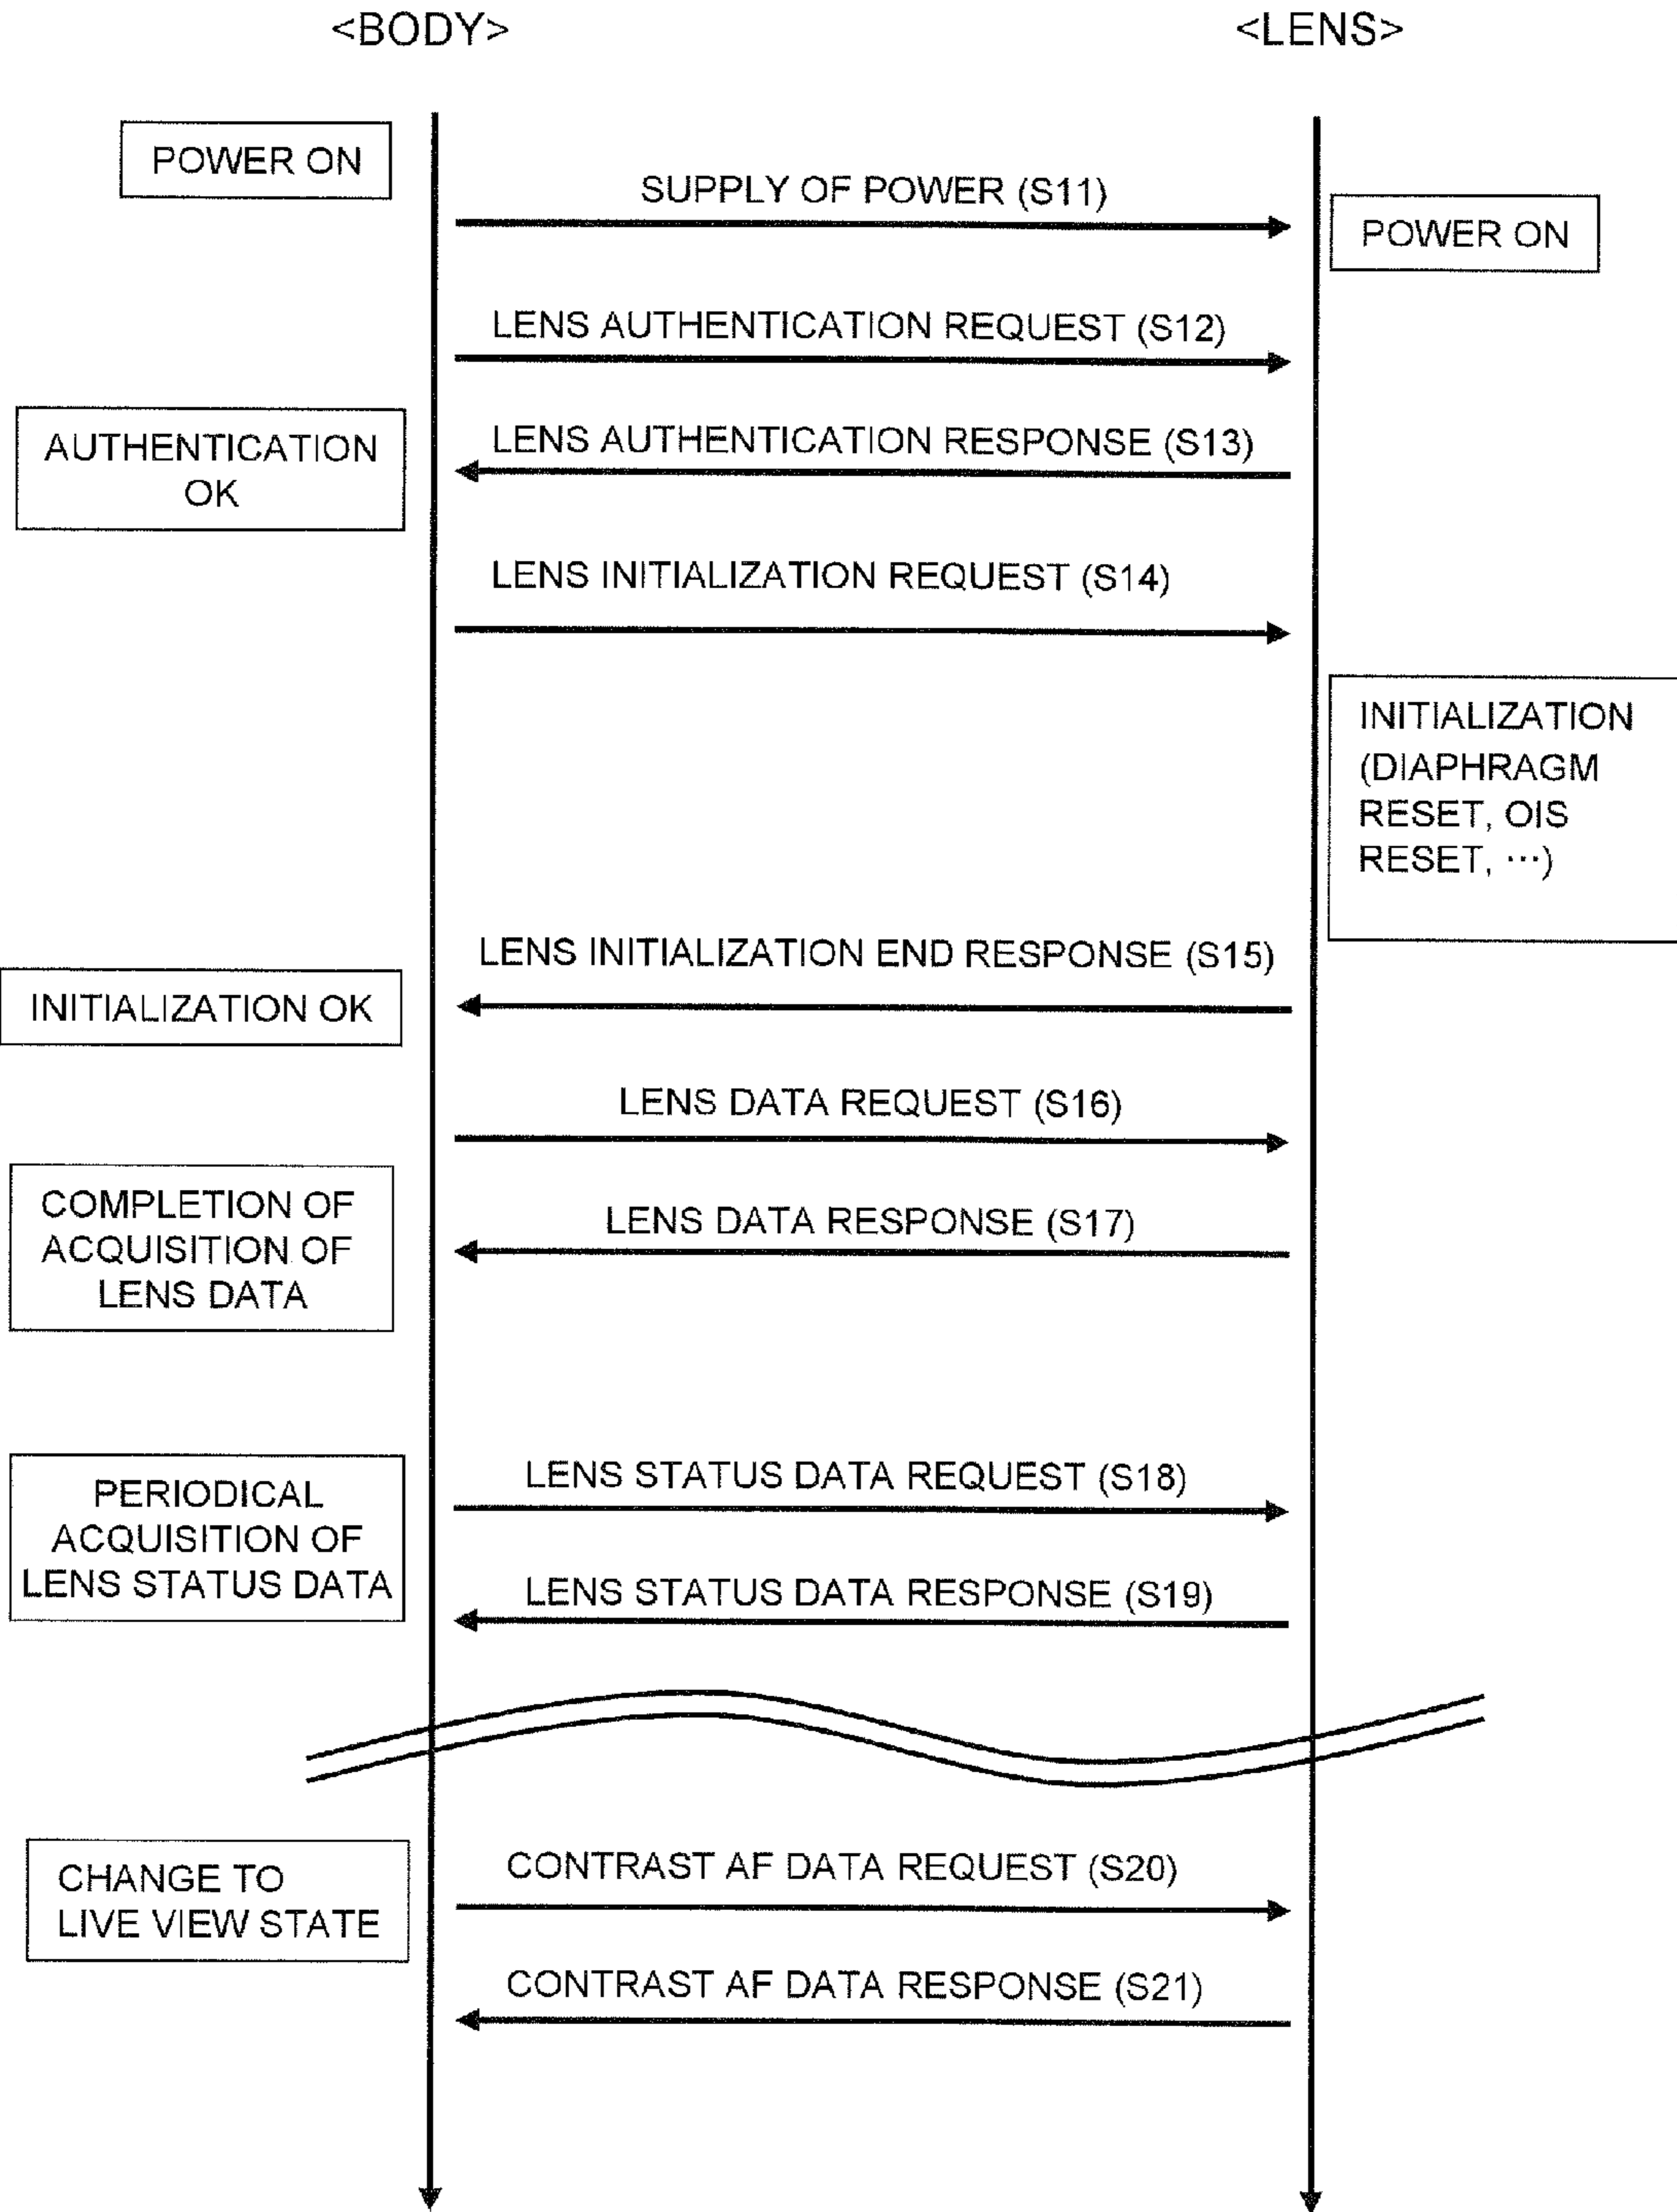 <BODY>
<LENS>
POWER ON
SUPPLY OF POWER (S11)
POWER ON
LENS AUTHENTICATION REQUEST (S12)
AUTHENTICATION
OK
LENS AUTHENTICATION RESPONSE (S13)
LENS INITIALIZATION REQUEST (S14)
INITIALIZATION
(DIAPHRAGM
RESET, OIS
RESET, ···)
LENS INITIALIZATION END RESPONSE (S15)
INITIALIZATION OK
LENS DATA REQUEST (S16)
COMPLETION OF
ACQUISITION OF
LENS DATA
LENS DATA RESPONSE (S17)
PERIODICAL
ACQUISITION OF
LENS STATUS DATA
LENS STATUS DATA REQUEST (S18)
LENS STATUS DATA RESPONSE (S19)
CHANGE TO
LIVE VIEW STATE
CONTRAST AF DATA REQUEST (S20)
CONTRAST AF DATA RESPONSE (S21)